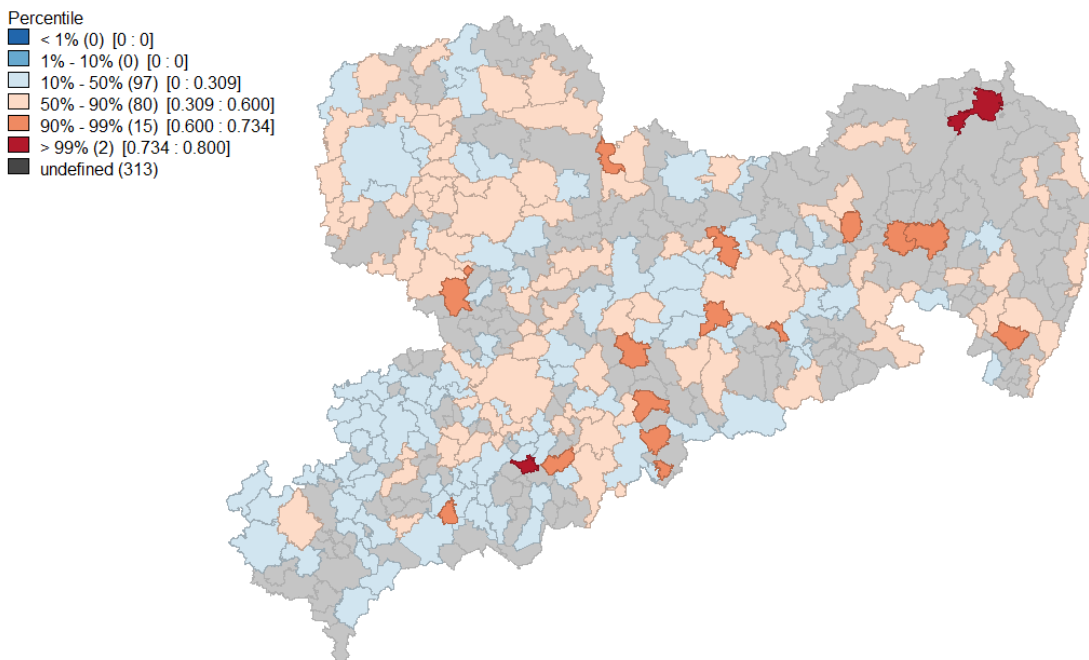 Percentile
< 1% (0) [0 : 0]
1% - 10% (0) [0 : 0]
10% - 50% (97) [0 : 0.309]
50% - 90% (80) [0.309 : 0.600]
90% - 99% (15) [0.600 : 0.734]
> 99% (2) [0.734 : 0.800]
undefined (313)